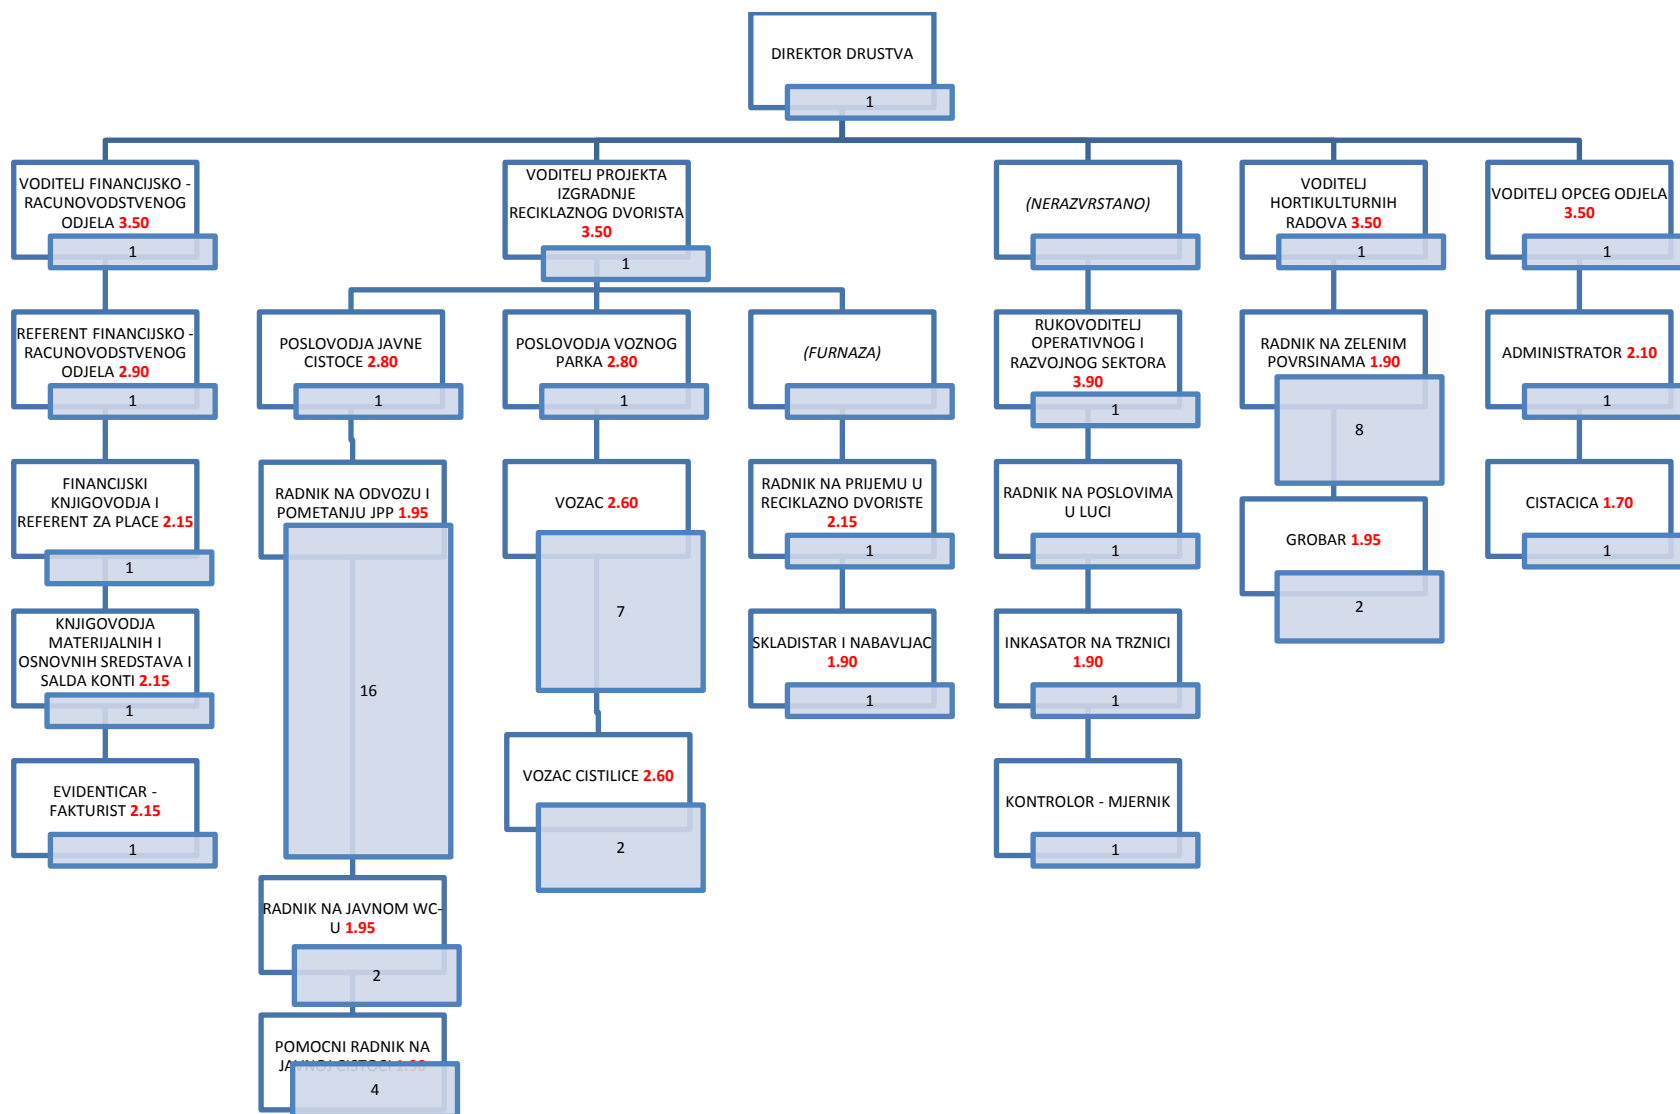 DIREKTOR DRUSTVA
1
VODITELJ FINANCIJSKO -
RACUNOVODSTVENOG
ODJELA 3.50
1
VODITELJ PROJEKTA
IZGRADNJE
RECIKLAZNOG DVORISTA
3.50
1
(NERAZVRSTANO)
VODITELJ
HORTIKULTURNIH
RADOVA 3.50
1
VODITELJ OPCEG ODJELA
3.50
1
REFERENT FINANCIJSKO -
RACUNOVODSTVENOG
ODJELA 2.90
1
POSLOVODJA JAVNE
CISTOCE 2.80
1
POSLOVODJA VOZNOG
PARKA 2.80
1
(FURNAZA)
RUKOVODITELJ
OPERATIVNOG I
RAZVOJNOG SEKTORA
3.90
1
RADNIK NA ZELENIM
POVRSINAMA 1.90
8
ADMINISTRATOR 2.10
1
FINANCIJSKI
KNJIGOVODJA I
REFERENT ZA PLACE 2.15
1
RADNIK NA ODVOZU I
POMETANJU JPP 1.95
16
VOZAC 2.60
7
RADNIK NA PRIJEMU U
RECIKLAZNO DVORISTE
2.15
1
RADNIK NA POSLOVIMA
U LUCI
1
GROBAR 1.95
2
CISTACICA 1.70
1
KNJIGOVODJA
MATERIJALNIH I
OSNOVNIH SREDSTAVA I
SALDA KONTI 2.15
1
SKLADISTAR I NABAVLJAC
1.90
1
INKASATOR NA TRZNICI
1.90
1
EVIDENTICAR -
FAKTURIST 2.15
1
VOZAC CISTILICE 2.60
2
KONTROLOR - MJERNIK
1
RADNIK NA JAVNOM WC-
U 1.95
2
POMOCNI RADNIK NA
JAVNOJ CISTOCI 1.90
4